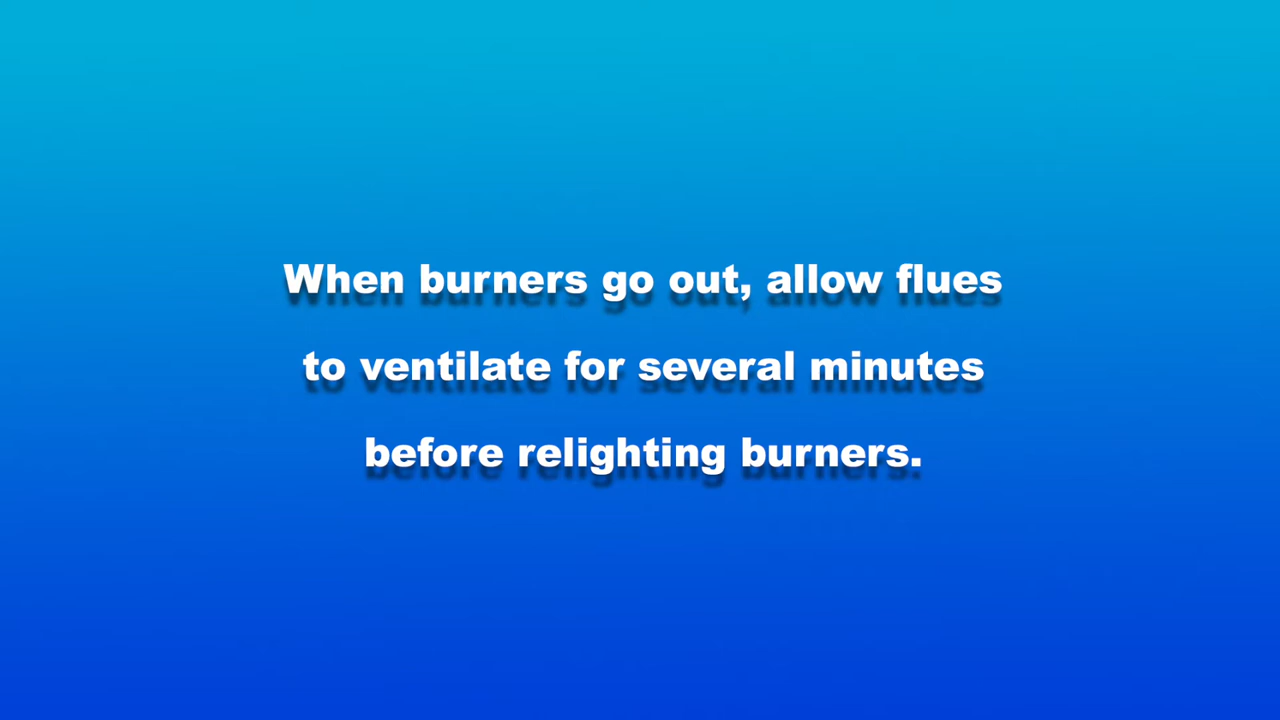 When burners go out, allow flues
to ventilate for several minutes
before relighting burners.